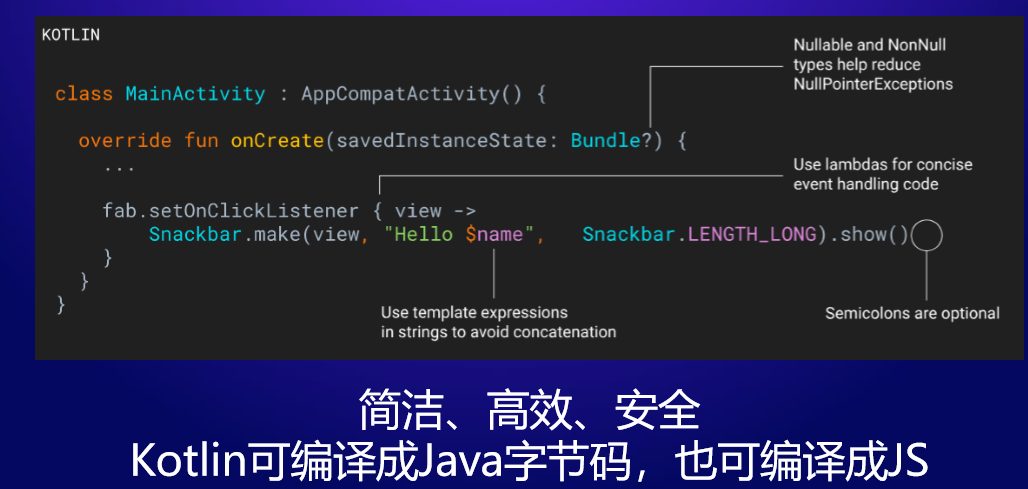 KOTLIN
class MainActivity : AppCompatActivity() {
override fun onCreate(savedInstanceState: Bundle?) {
...
fab.setOnClickListener { view ->
Snackbar.make(view, "Hello $name", Snackbar.LENGTH_LONG).show()
}
}
}
Nullable and NonNull
types help reduce
NullPointerExceptions
Use lambdas for concise
event handling code
Use template expressions
in strings to avoid concatenation
Semicolons are optional
简洁、高效、安全
Kotlin可编译成Java字节码，也可编译成JS